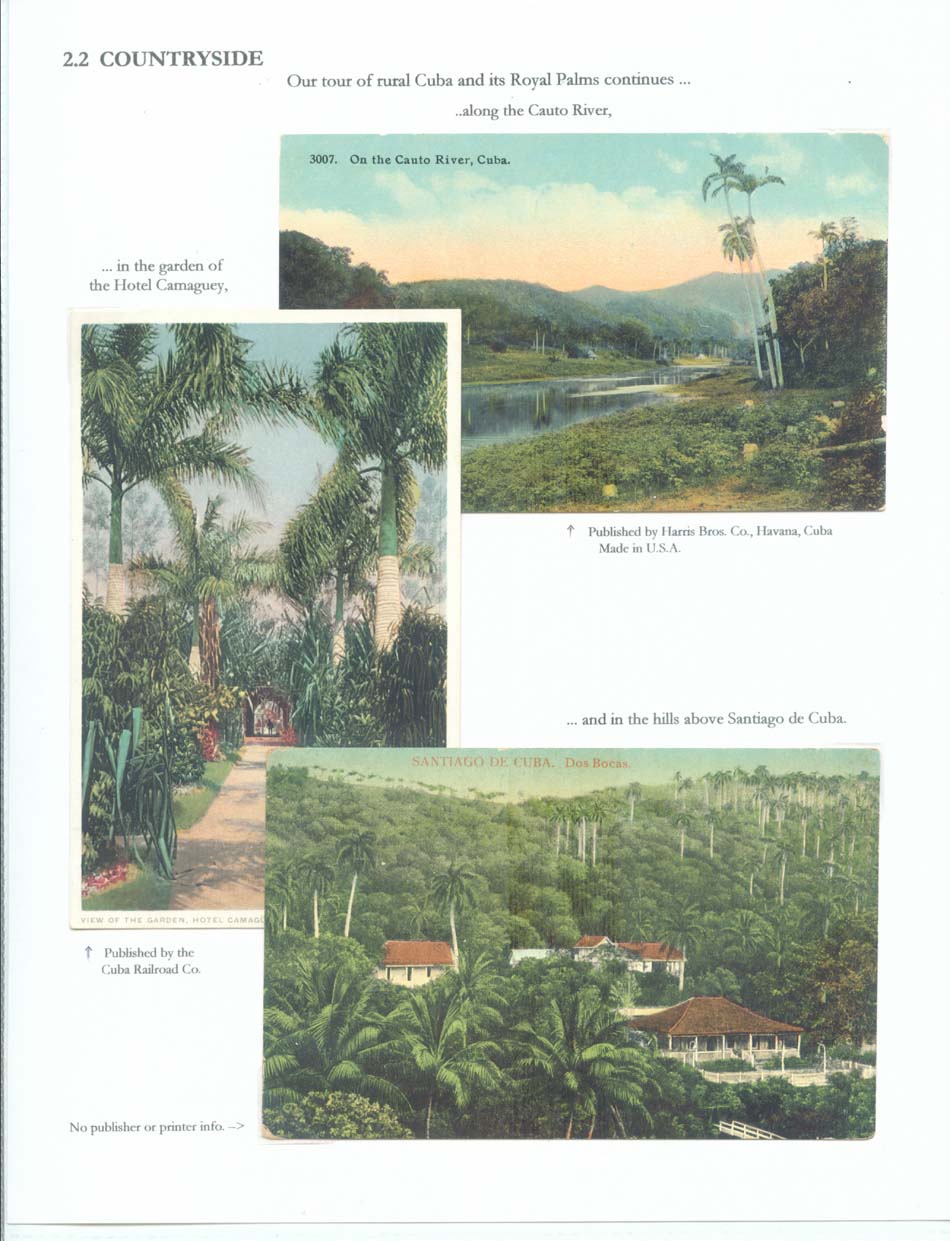 2.2 COUNTRYSIDE
Our tour of rural Cuba and its Royal Palms continues ...
..along the Cauto River,
3007. On the Cauto River, Cuba.
... in the garden of
the Hotel Camaguey,
↑ Published by Harris Bros. Co., Havana, Cuba
Made in U.S.A.
... and in the hills above Santiago de Cuba.
SANTIAGO DE CUBA. Dos Bocas.
VIEW OF THE GARDEN, HOTEL CAMAG
↑ Published by the
Cuba Railroad Co.
No publisher or printer info. -->